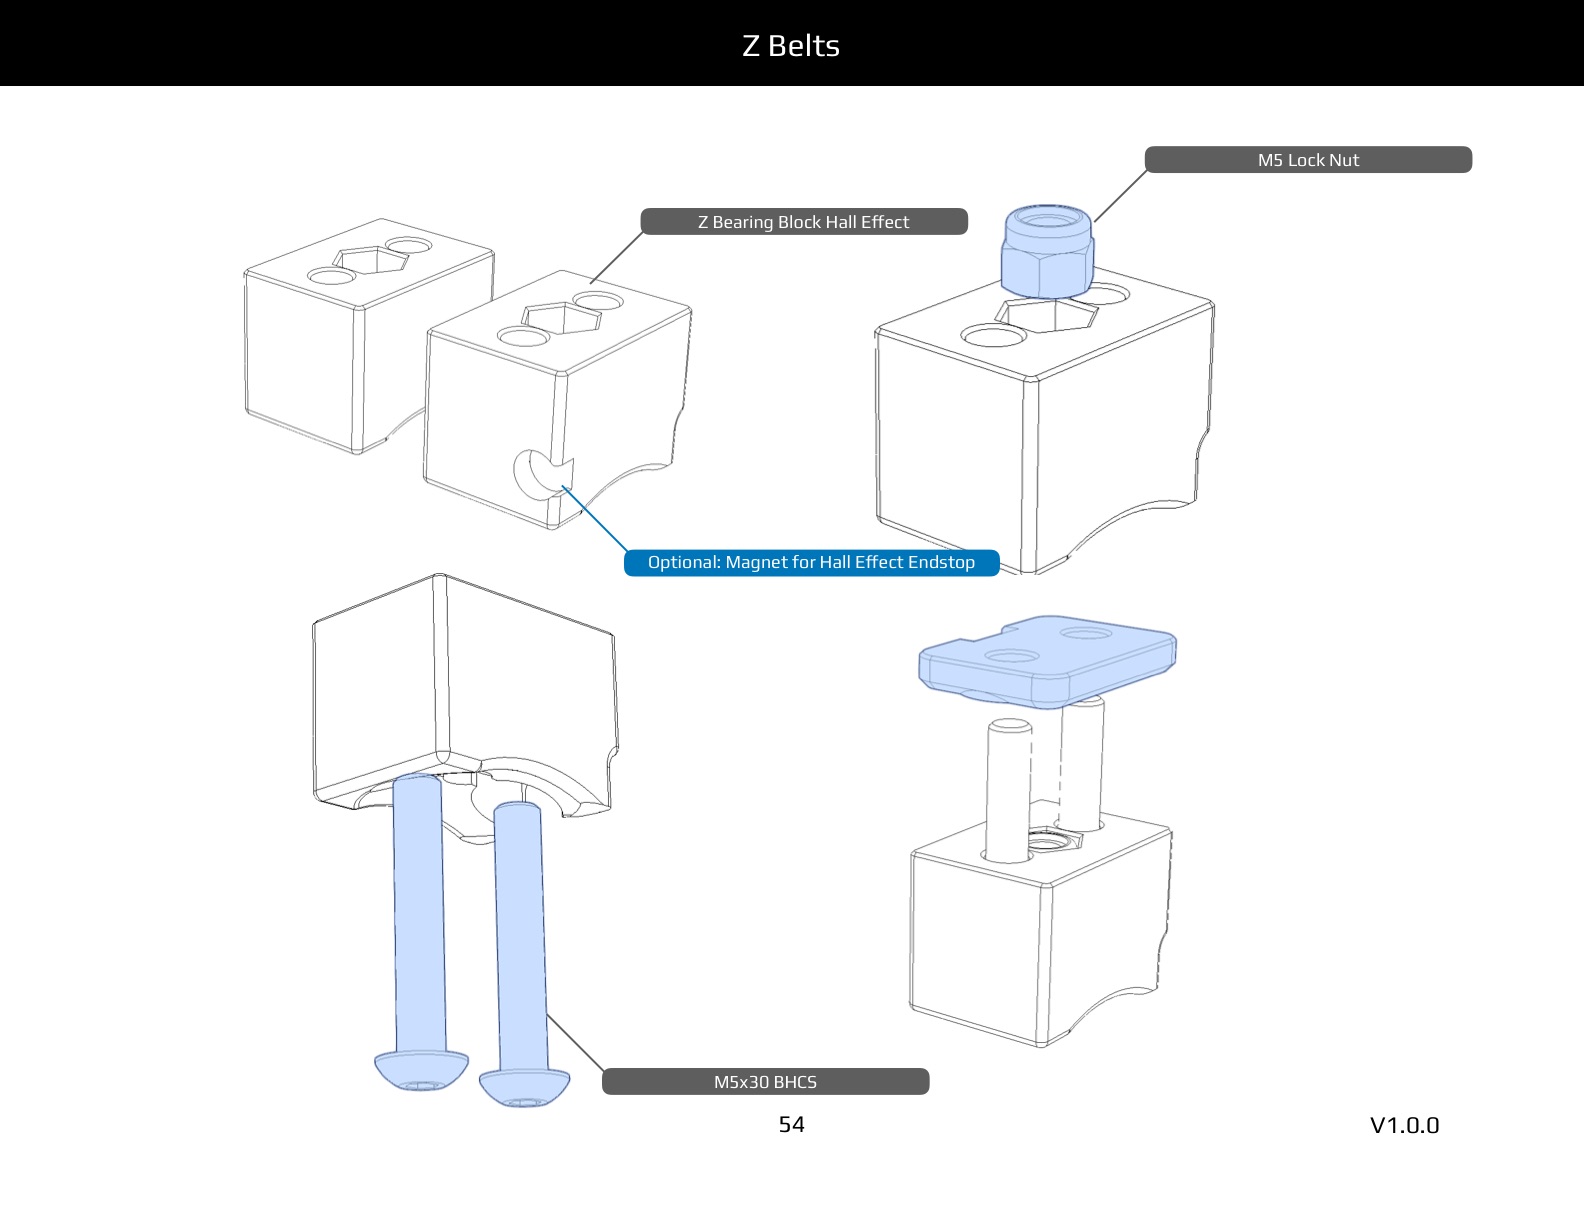 Z Belts
M5 Lock Nut
Z Bearing Block Hall Effect
Optional: Magnet for Hall Effect Endstop
M5x30 BHCS
54
V1.0.0